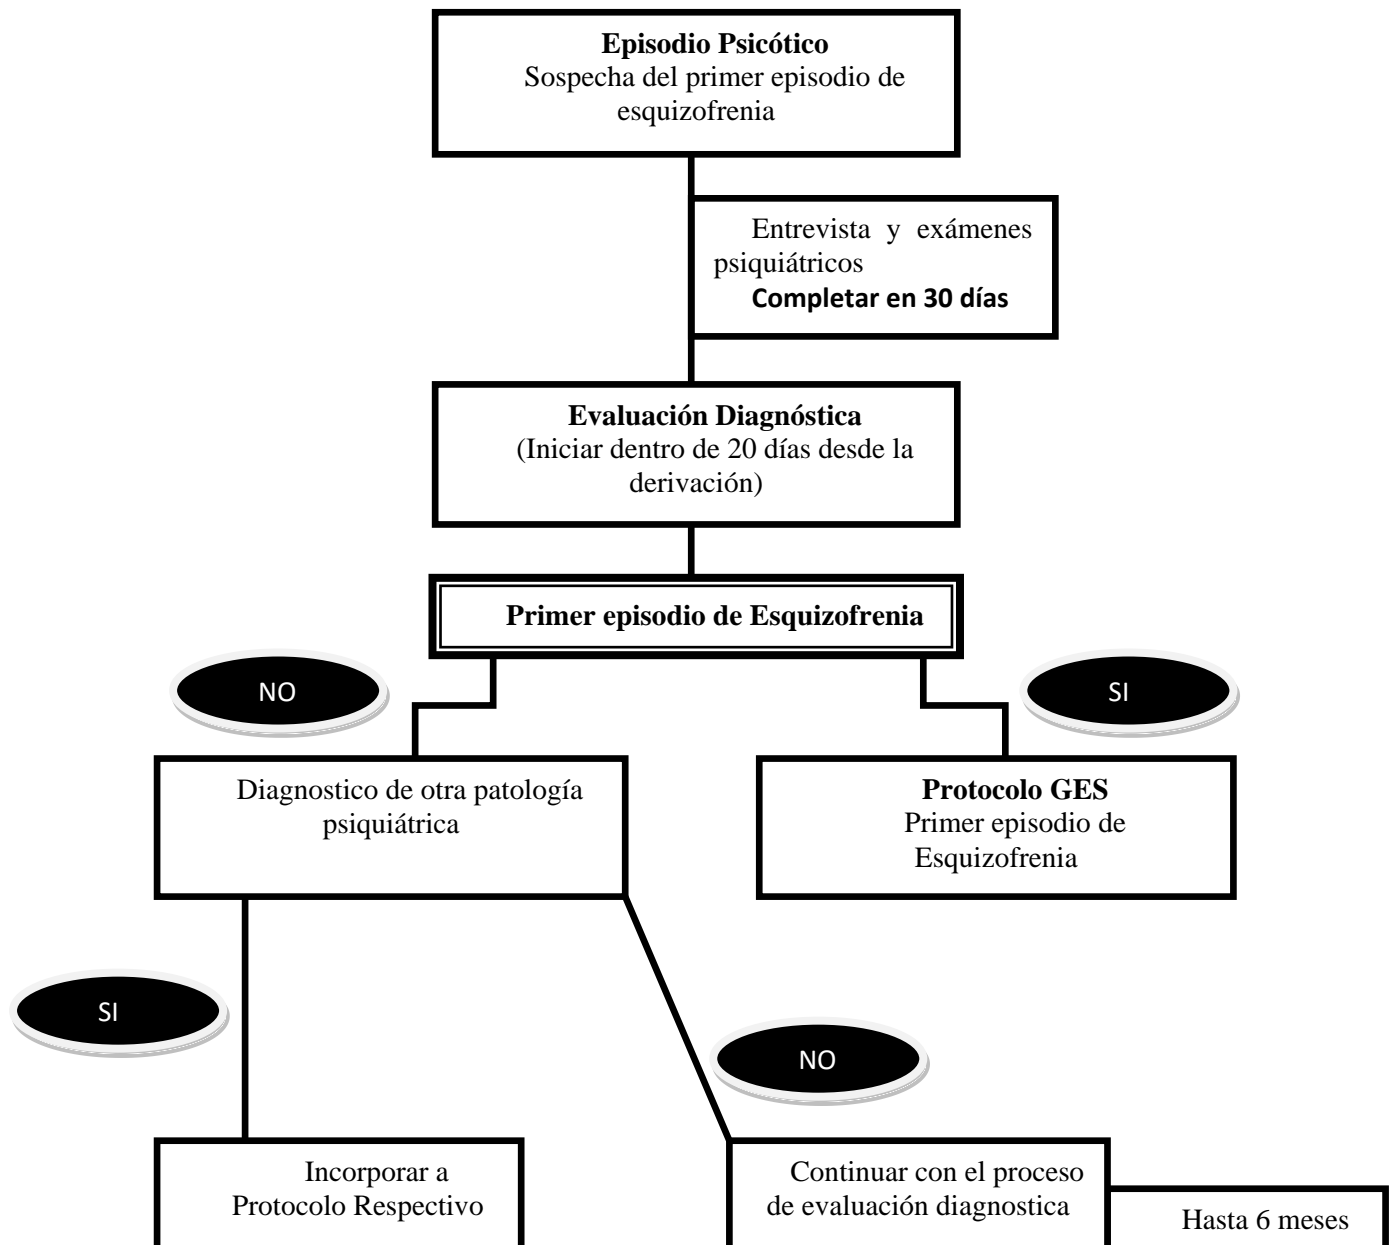 Episodio Psicótico
Sospecha del primer episodio de
esquizofrenia
Entrevista y exámenes
psiquiátricos
Completar en 30 días
Evaluación Diagnóstica
(Iniciar dentro de 20 días desde la
derivación)
Primer episodio de Esquizofrenia
NO
SI
Diagnostico de otra patología
psiquiátrica
Protocolo GES
Primer episodio de
Esquizofrenia
SI
NO
Incorporar a
Protocolo Respectivo
Continuar con el proceso
de evaluación diagnostica
Hasta 6 meses